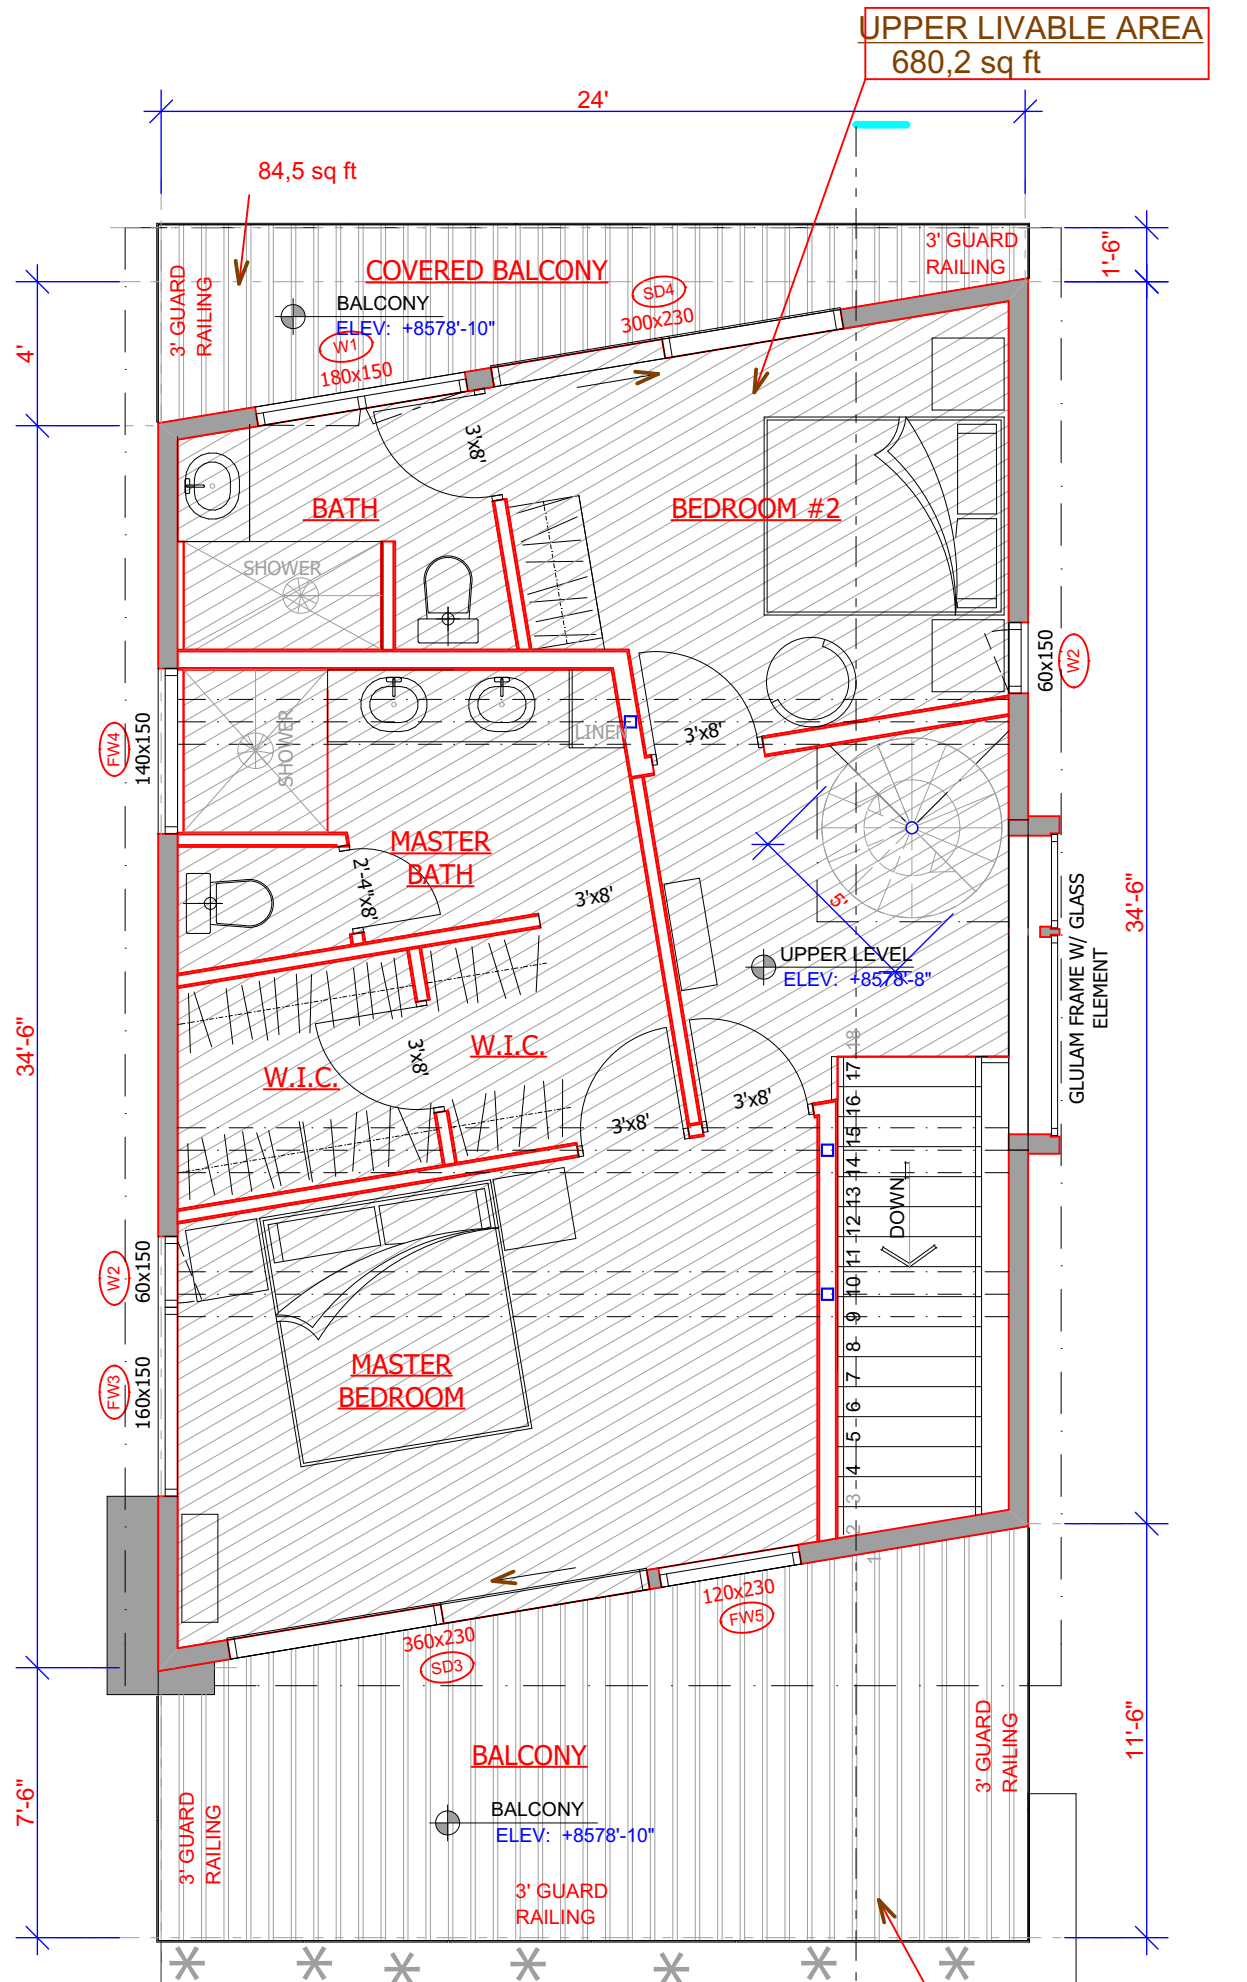 UPPER LIVABLE AREA
680,2 sq ft
24'
84,5 sq ft
3' GUARD
RAILING
1'-6"
COVERED BALCONY
3' GUARD
RAILING
SD4
300x230
BALCONY
ELEV: +8578'-10"
W1
180x150
4'
3'x8'
BATH
BEDROOM #2
SHOWER
60x150
W2
FW4
140x150
SHOWER
LINEN
3'x8'
MASTER
BATH
2'-4"x8'
3'x8'
5'
34'-6"
GLULAM FRAME W/ GLASS
ELEMENT
UPPER LEVEL
ELEV: +8578'-8"
34'-6"
W.I.C.
W.I.C.
3'x8'
3'x8'
3'x8'
18
17
16
15
14
13
12
11
10
9
8
7
6
5
4
3
2
1
DOWN
W2
60x150
FW3
160x150
MASTER
BEDROOM
120x230
FW5
360x230
SD3
11'-6"
7'-6"
BALCONY
3' GUARD
RAILING
BALCONY
ELEV: +8578'-10"
3' GUARD
RAILING
3' GUARD
RAILING